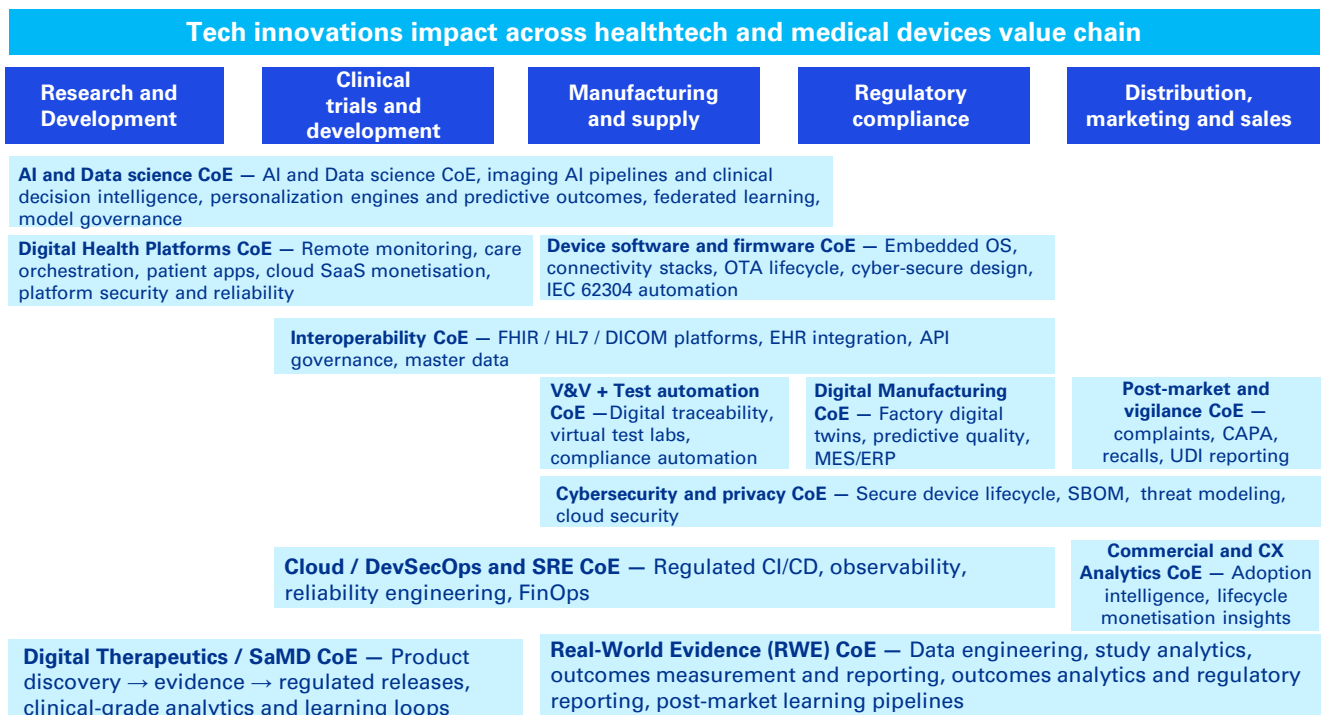 Tech innovations impact across healthtech and medical devices value chain
Research and
Development
Clinical
trials and
development
Manufacturing
and supply
Regulatory
compliance
Distribution,
marketing and sales
AI and Data science CoE — AI and Data science CoE, imaging AI pipelines and clinical
decision intelligence, personalization engines and predictive outcomes, federated learning,
model governance
Digital Health Platforms CoE — Remote monitoring, care
orchestration, patient apps, cloud SaaS monetisation,
platform security and reliability
Device software and firmware CoE — Embedded OS,
connectivity stacks, OTA lifecycle, cyber-secure design,
IEC 62304 automation
Interoperability CoE — FHIR / HL7 / DICOM platforms, EHR integration, API
governance, master data
V&V + Test automation
CoE —Digital traceability,
virtual test labs,
compliance automation
Digital Manufacturing
CoE — Factory digital
twins, predictive quality,
MES/ERP
Post-market and
vigilance CoE —
complaints, CAPA,
recalls, UDI reporting
Cybersecurity and privacy CoE — Secure device lifecycle, SBOM, threat modeling,
cloud security
Cloud / DevSecOps and SRE CoE — Regulated CI/CD, observability,
reliability engineering, FinOps
Commercial and CX
Analytics CoE — Adoption
intelligence, lifecycle
monetisation insights
Digital Therapeutics / SaMD CoE — Product
discovery → evidence → regulated releases,
clinical-grade analytics and learning loops
Real-World Evidence (RWE) CoE — Data engineering, study analytics,
outcomes measurement and reporting, outcomes analytics and regulatory
reporting, post-market learning pipelines